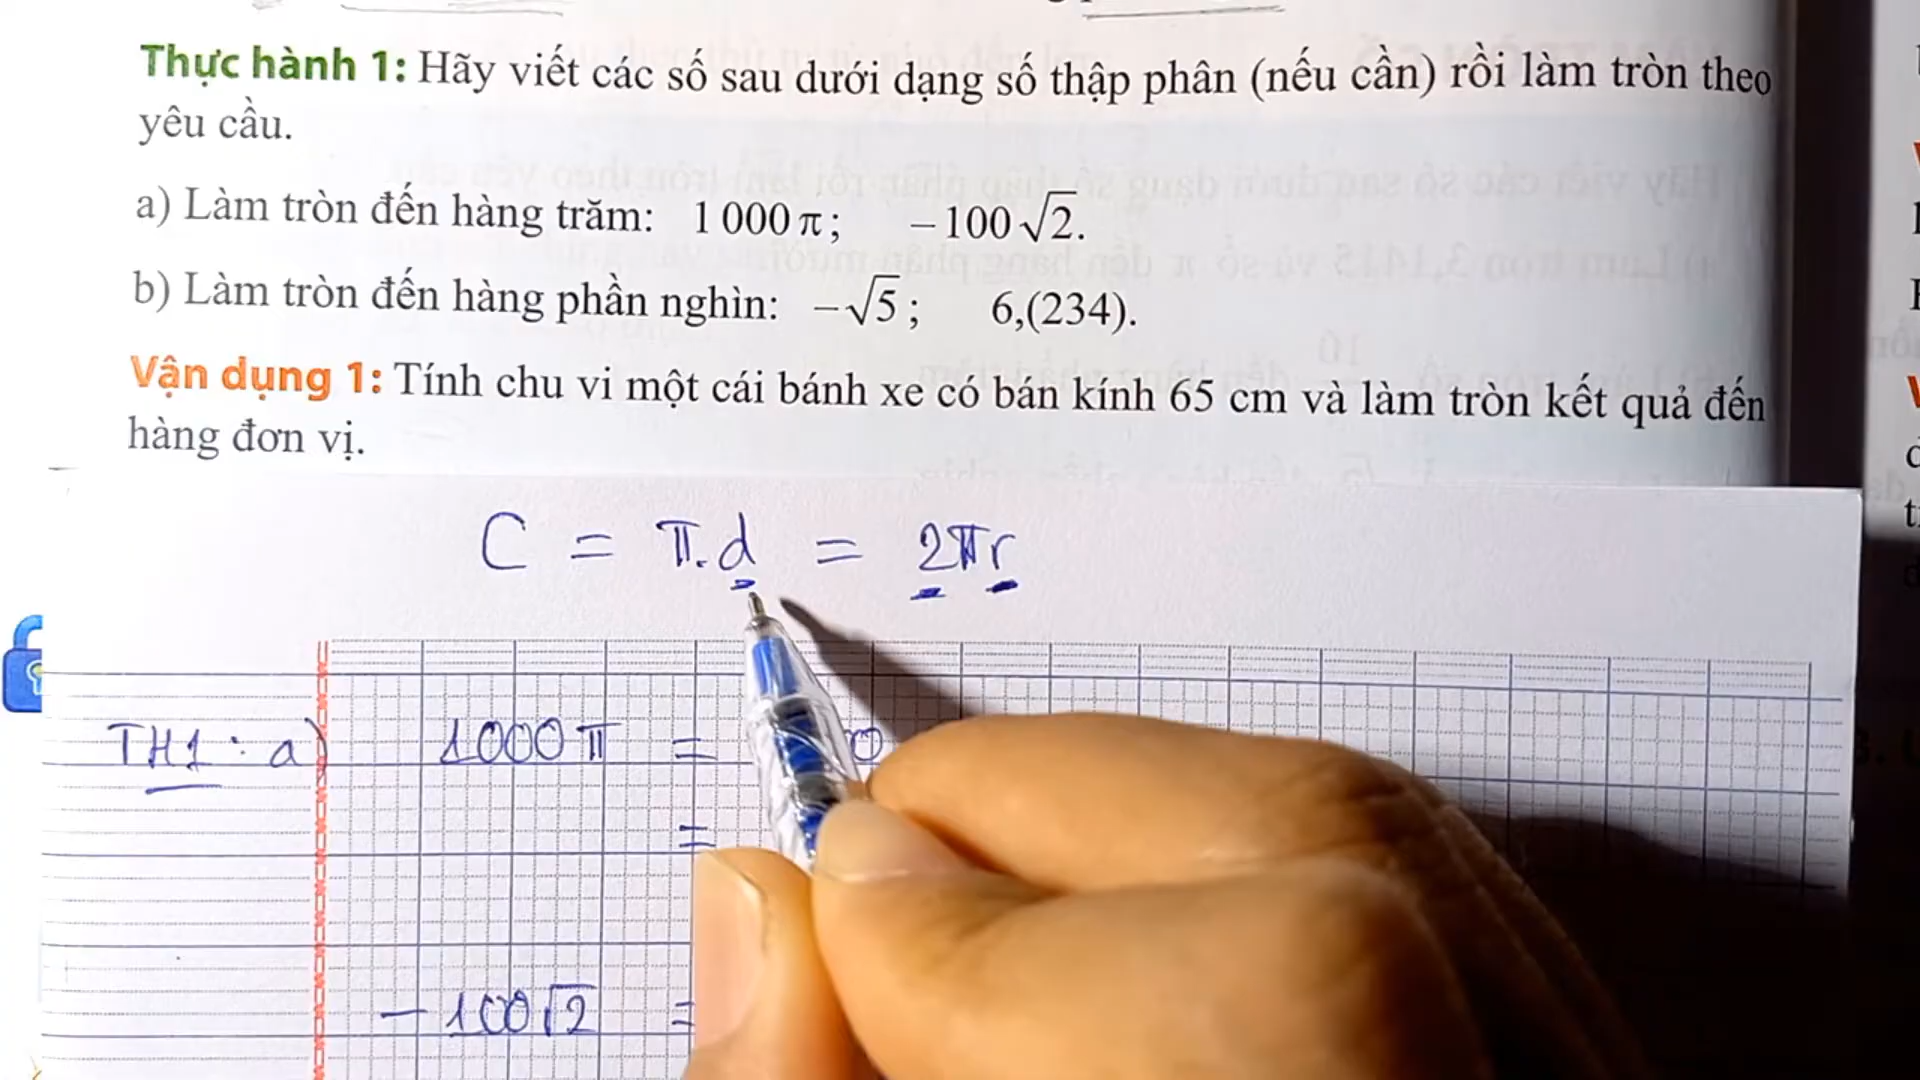 Thực hành 1: Hãy viết các số sau dưới dạng số thập phân (nếu cần) rồi làm tròn theo
yêu cầu.
a) Làm tròn đến hàng trăm: 1 000 π; – 100 √2.
b) Làm tròn đến hàng phần nghìn: –√5; 6,(234).
Vận dụng 1: Tính chu vi một cái bánh xe có bán kính 65 cm và làm tròn kết quả đến
hàng đơn vị.
C = π.d = 2πr
TH1 : a) 1000 π =
=
– 100√2 =